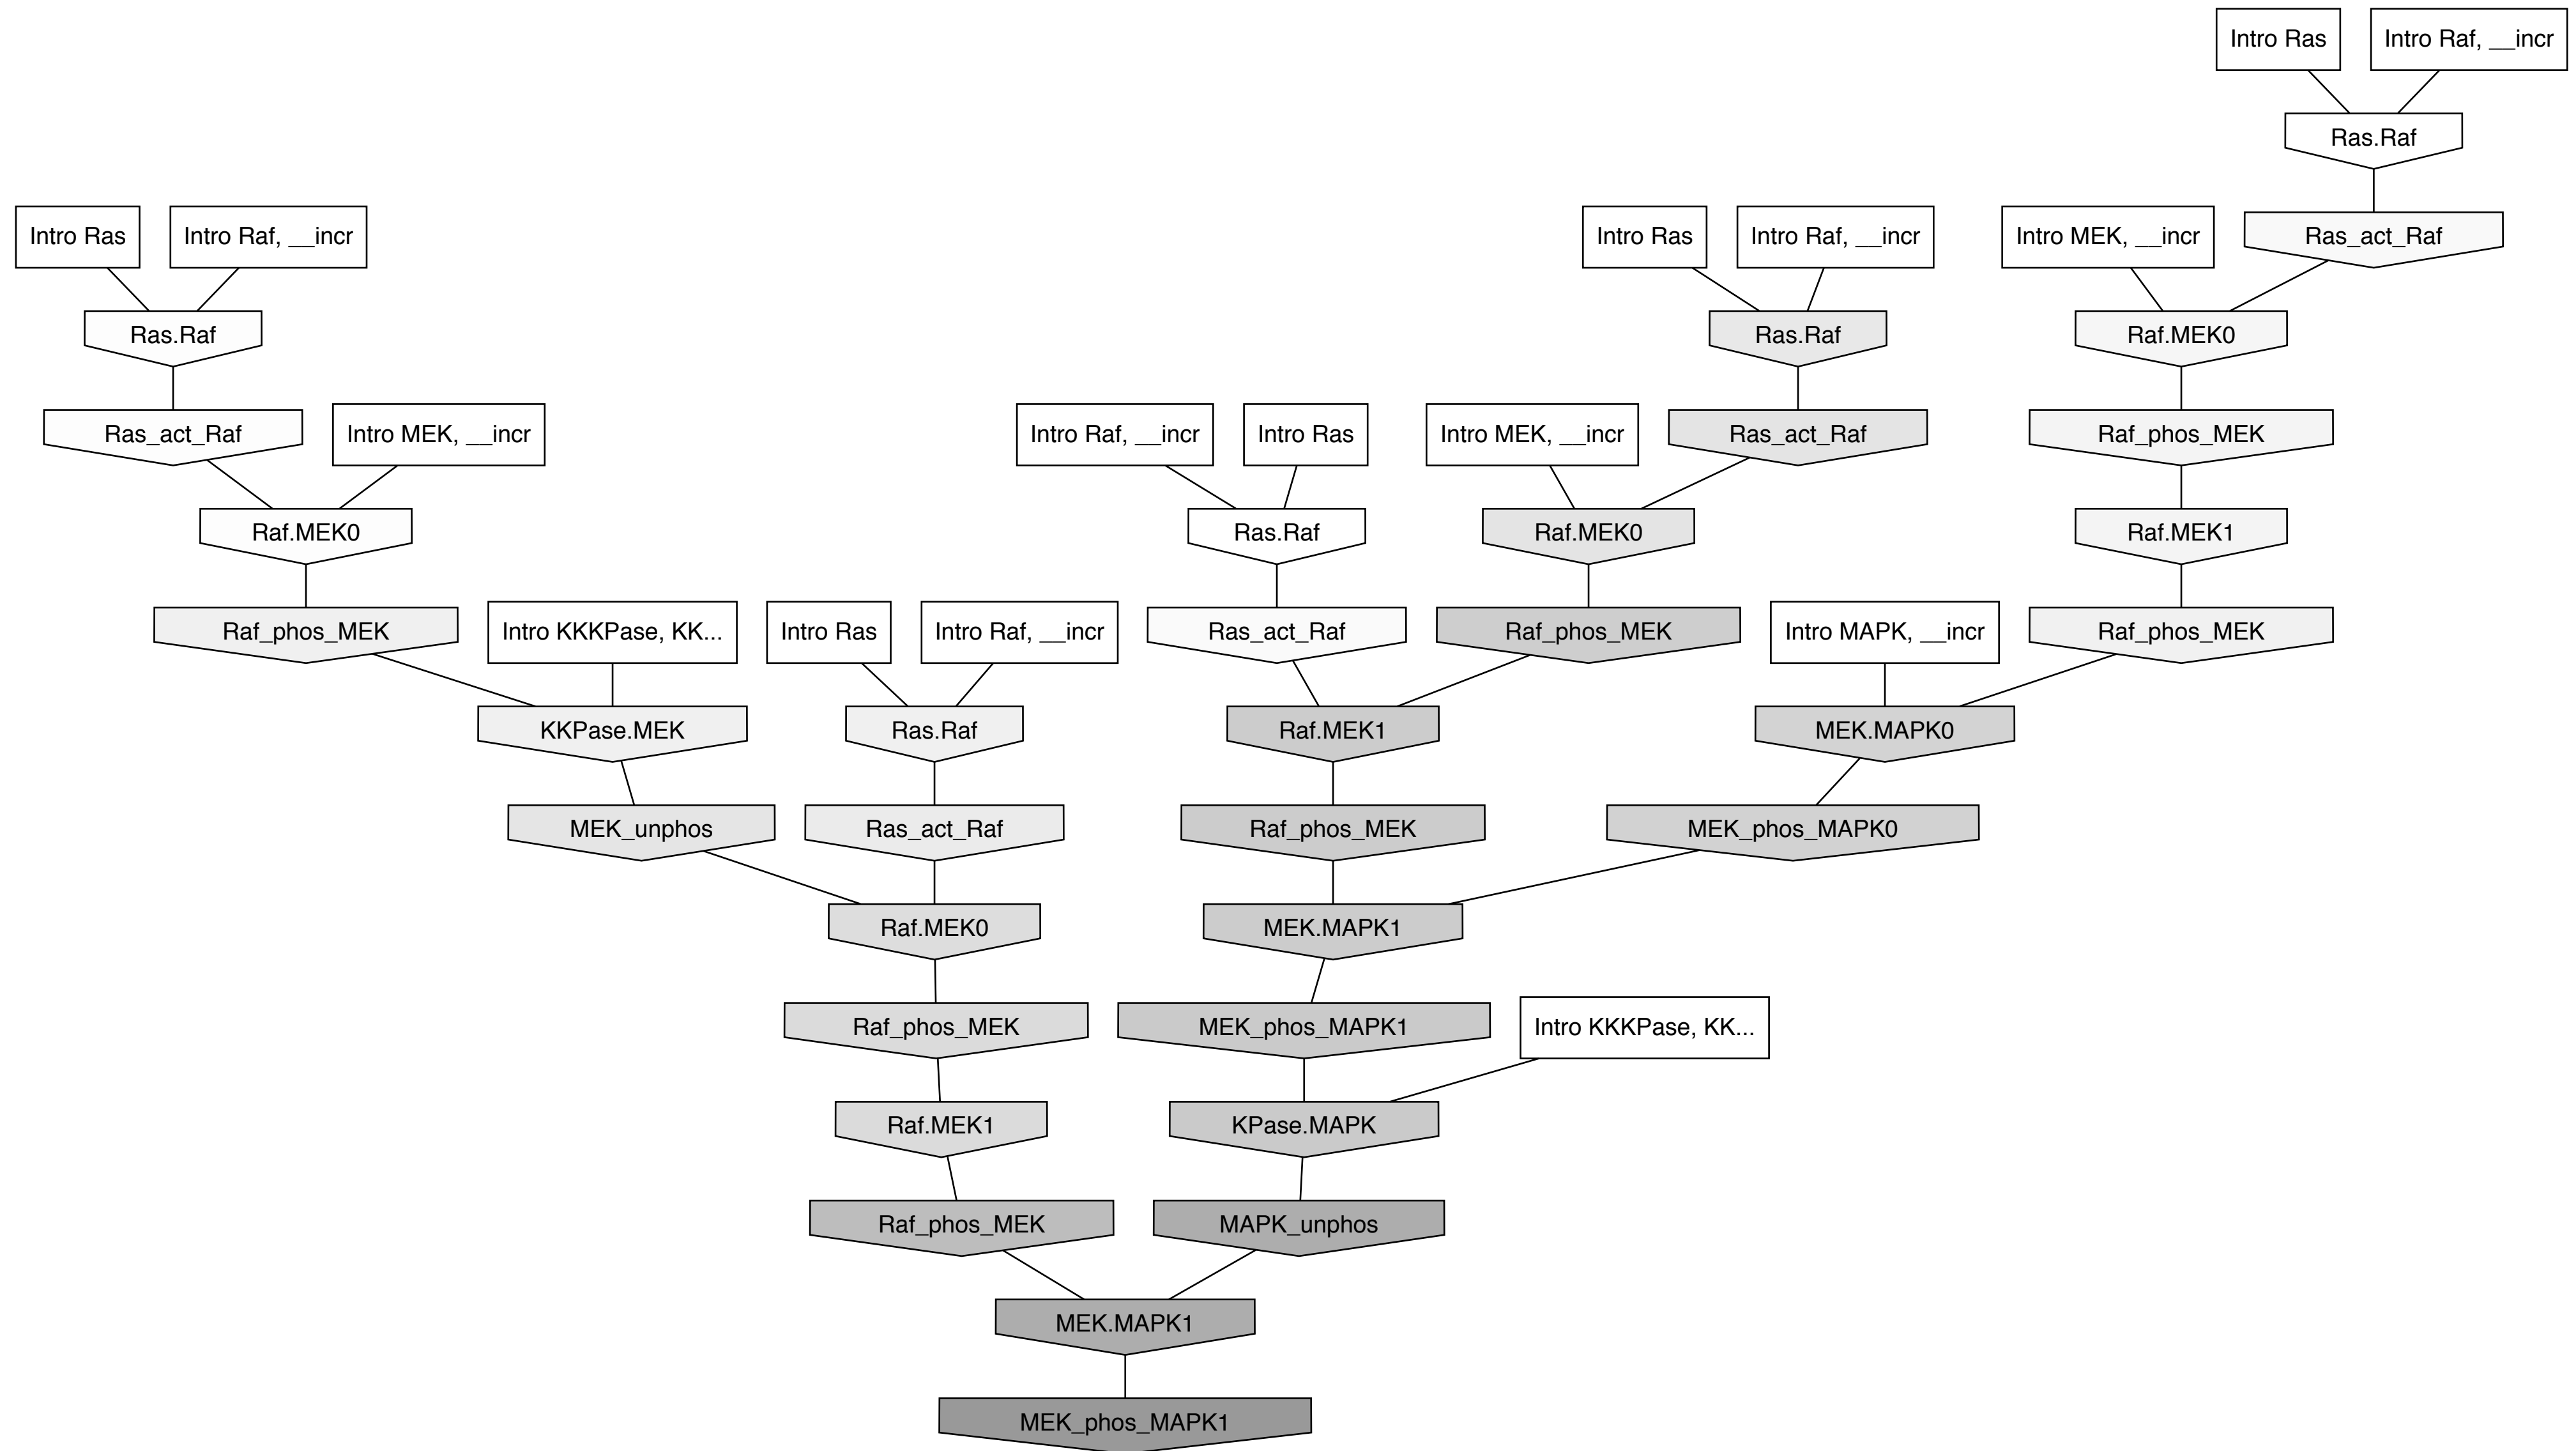 Intro Ras
Intro Raf, __incr
Ras.Raf
Intro Ras
Intro Raf, __incr
Intro Ras
Intro Raf, __incr
Intro MEK, __incr
Ras_act_Raf
Ras.Raf
Ras.Raf
Raf.MEK0
Ras_act_Raf
Intro MEK, __incr
Intro Raf, __incr
Intro Ras
Intro MEK, __incr
Ras_act_Raf
Raf_phos_MEK
Raf.MEK0
Ras.Raf
Raf.MEK0
Raf.MEK1
Raf_phos_MEK
Intro KKKPase, KK...
Intro Ras
Intro Raf, __incr
Ras_act_Raf
Raf_phos_MEK
Intro MAPK, __incr
Raf_phos_MEK
KKPase.MEK
Ras.Raf
Raf.MEK1
MEK.MAPK0
MEK_unphos
Ras_act_Raf
Raf_phos_MEK
MEK_phos_MAPK0
Raf.MEK0
MEK.MAPK1
Raf_phos_MEK
MEK_phos_MAPK1
Intro KKKPase, KK...
Raf.MEK1
KPase.MAPK
Raf_phos_MEK
MAPK_unphos
MEK.MAPK1
MEK_phos_MAPK1